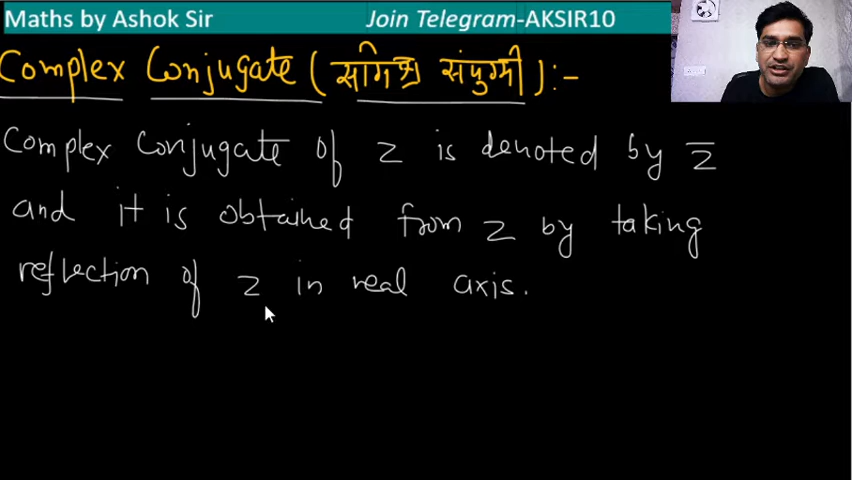 Maths by Ashok Sir
Join Telegram-AKSIR10
Complex Conjugate (सम्मिश्र संयुग्मी):-
Complex Conjugate of z is denoted by z̅
and it is obtained from z by taking
reflection of z in real axis.